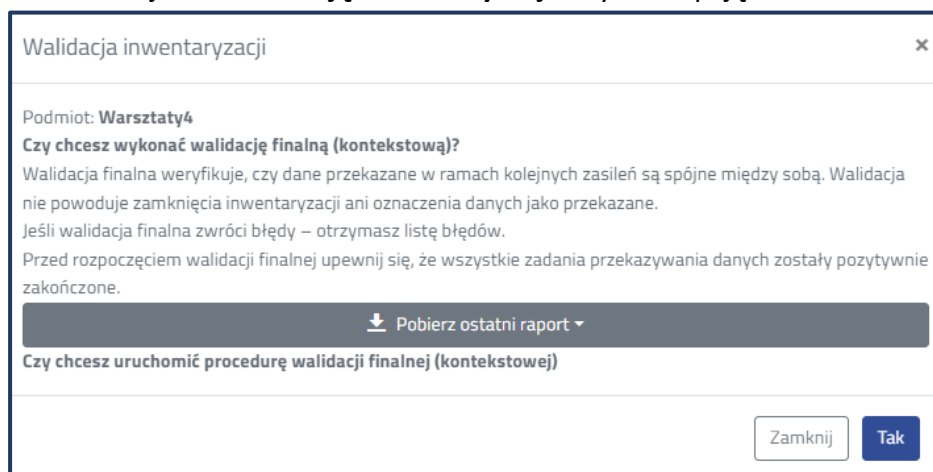 Walidacja inwentaryzacji ×
Podmiot: Warsztaty4
Czy chcesz wykonać walidację finalną (kontekstową)?
Walidacja finalna weryfikuje, czy dane przekazane w ramach kolejnych zasileń są spójne między sobą. Walidacja
nie powoduje zamknięcia inwentaryzacji ani oznaczenia danych jako przekazane.
Jeśli walidacja finalna zwróci błędy – otrzymasz listę błędów.
Przed rozpoczęciem walidacji finalnej upewnij się, że wszystkie zadania przekazywania danych zostały pozytywnie
zakończone.
Pobierz ostatni raport
Czy chcesz uruchomić procedurę walidacji finalnej (kontekstowej)
Zamknij Tak